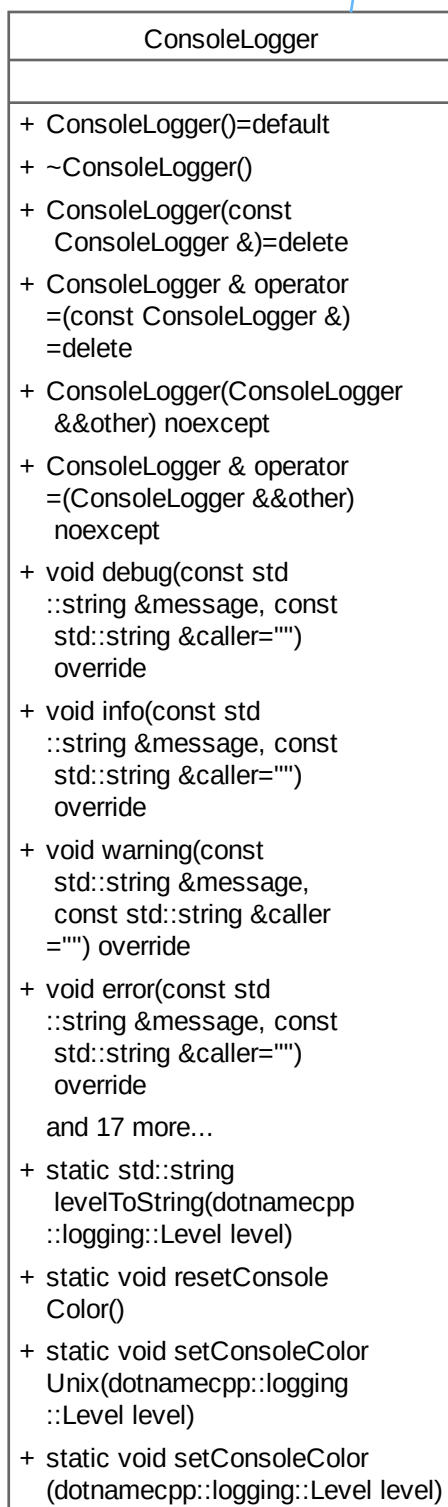 ConsoleLogger
+ ConsoleLogger()=default
+ ~ConsoleLogger()
+ ConsoleLogger(const
ConsoleLogger &)=delete
+ ConsoleLogger & operator
=(const ConsoleLogger &)
=delete
+ ConsoleLogger(ConsoleLogger
&&other) noexcept
+ ConsoleLogger & operator
=(ConsoleLogger &&other)
noexcept
+ void debug(const std
::string &message, const
std::string &caller="")
override
+ void info(const std
::string &message, const
std::string &caller="")
override
+ void warning(const
std::string &message,
const std::string &caller
="") override
+ void error(const std
::string &message, const
std::string &caller="")
override
and 17 more...
+ static std::string
levelToString(dotnamecpp
::logging::Level level)
+ static void resetConsole
Color()
+ static void setConsoleColor
Unix(dotnamecpp::logging
::Level level)
+ static void setConsoleColor
(dotnamecpp::logging::Level level)